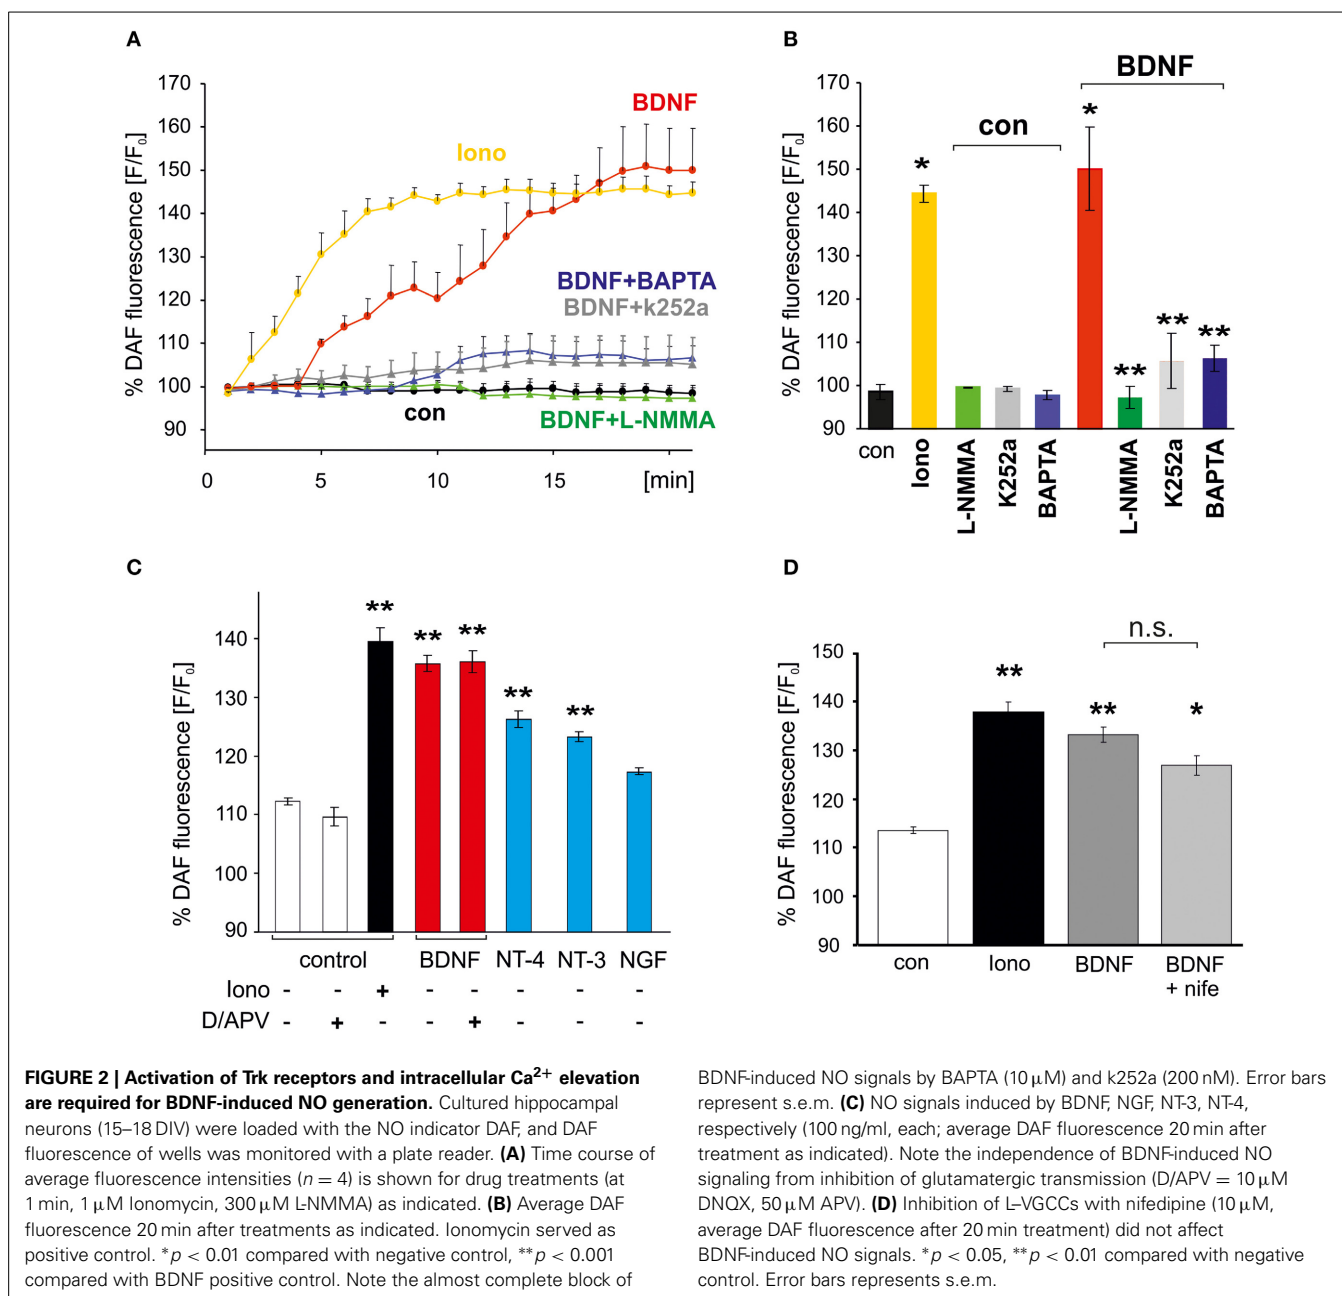 A
170
160
150
140
130
120
110
100
90
% DAF fluorescence [F/F₀]
0 5 10 15 [min]
BDNF
Iono
BDNF+BAPTA
BDNF+k252a
con
BDNF+L-NMMA
B
170
160
150
140
130
120
110
100
90
% DAF fluorescence [F/F₀]
BDNF
con
* * ** ** **
con Iono L-NMMA K252a BAPTA L-NMMA K252a BAPTA
C
140
130
120
110
100
90
% DAF fluorescence [F/F₀]
** ** ** ** **
control BDNF NT-4 NT-3 NGF
Iono - - + - - - - -
D/APV - + - - + - - -
D
150
140
130
120
110
100
90
% DAF fluorescence [F/F₀]
n.s.
** ** *
con Iono BDNF BDNF
+ nife
FIGURE 2 | Activation of Trk receptors and intracellular Ca²⁺ elevation
are required for BDNF-induced NO generation. Cultured hippocampal
neurons (15–18 DIV) were loaded with the NO indicator DAF, and DAF
fluorescence of wells was monitored with a plate reader. (A) Time course of
average fluorescence intensities (n = 4) is shown for drug treatments (at
1 min, 1 μM Ionomycin, 300 μM L-NMMA) as indicated. (B) Average DAF
fluorescence 20 min after treatments as indicated. Ionomycin served as
positive control. *p < 0.01 compared with negative control, **p < 0.001
compared with BDNF positive control. Note the almost complete block of
BDNF-induced NO signals by BAPTA (10 μM) and k252a (200 nM). Error bars
represent s.e.m. (C) NO signals induced by BDNF, NGF, NT-3, NT-4,
respectively (100 ng/ml, each; average DAF fluorescence 20 min after
treatment as indicated). Note the independence of BDNF-induced NO
signaling from inhibition of glutamatergic transmission (D/APV = 10 μM
DNQX, 50 μM APV). (D) Inhibition of L–VGCCs with nifedipine (10 μM,
average DAF fluorescence after 20 min treatment) did not affect
BDNF-induced NO signals. *p < 0.05, **p < 0.01 compared with negative
control. Error bars represents s.e.m.